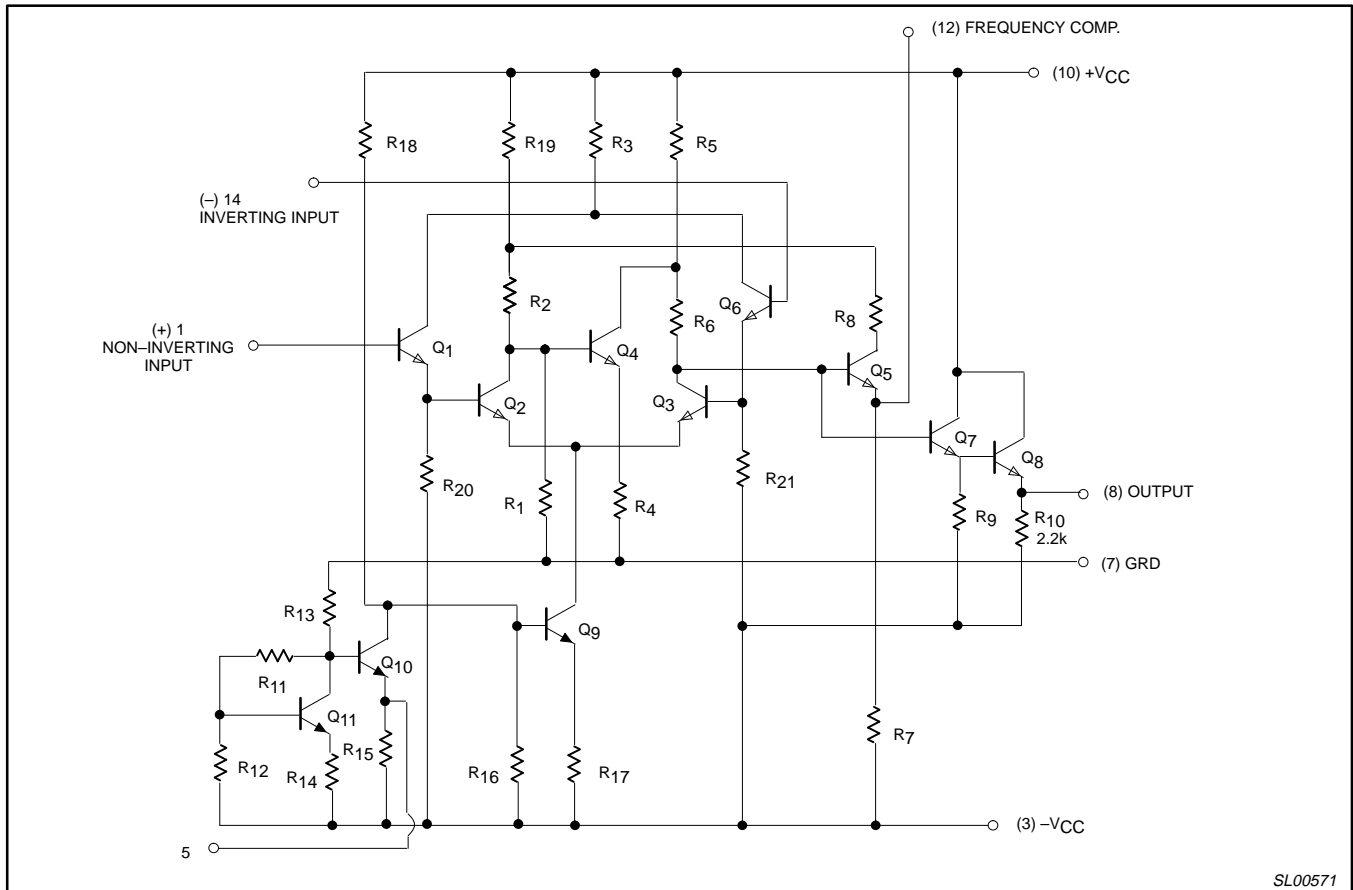 (12) FREQUENCY COMP.
(10) +VCC
R18
R19
R3
R5
(–) 14
INVERTING INPUT
R2
Q6
R8
R6
(+) 1
NON–INVERTING
INPUT
Q1
Q4
Q5
Q2
Q3
Q7
Q8
R20
R21
R1
R4
R9
R10
2.2k
(8) OUTPUT
(7) GRD
R13
Q9
R11
Q10
Q11
R12
R14
R15
R16
R17
R7
(3) –VCC
5
SL00571